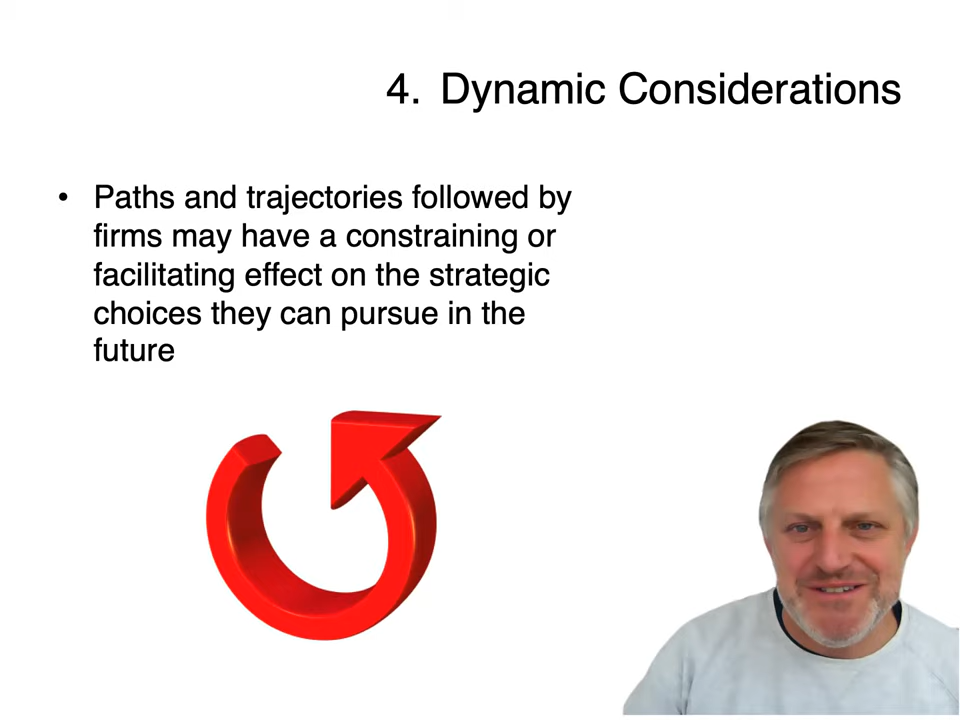 4. Dynamic Considerations
• Paths and trajectories followed by
firms may have a constraining or
facilitating effect on the strategic
choices they can pursue in the
future